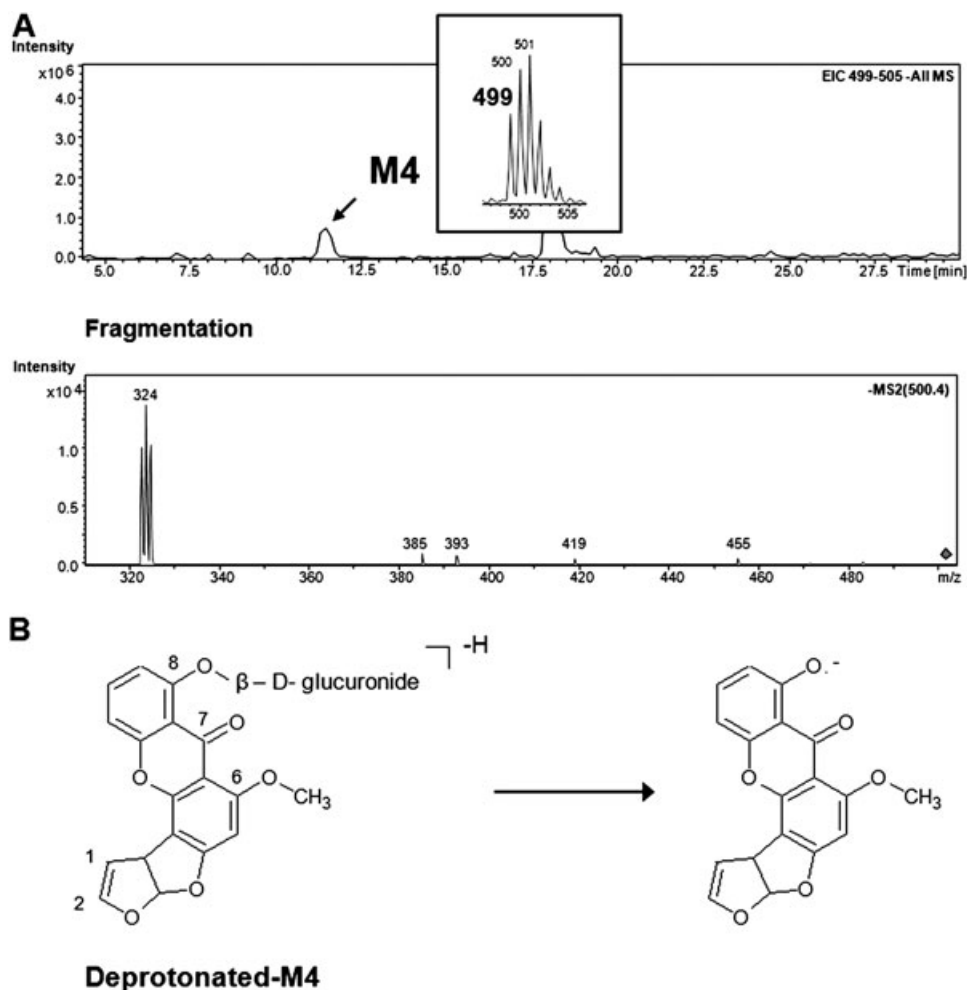 A
Intensity
x10⁶
4.0
3.0
2.0
1.0
0.0
EIC 499-505 -All MS
501
500
499
500 505
M4
5.0 7.5 10.0 12.5 15.0 17.5 20.0 22.5 25.0 27.5 Time [min]
Fragmentation
Intensity
x10⁴
1.0
0.5
0.0
-MS2(500.4)
324
385 393 419 455
320 340 360 380 400 420 440 460 480 m/z
B
8 O β – D- glucuronide
-H
7 O
O 6 O CH₃
1
2 O O
O.-
O
O O CH₃
O O
Deprotonated-M4